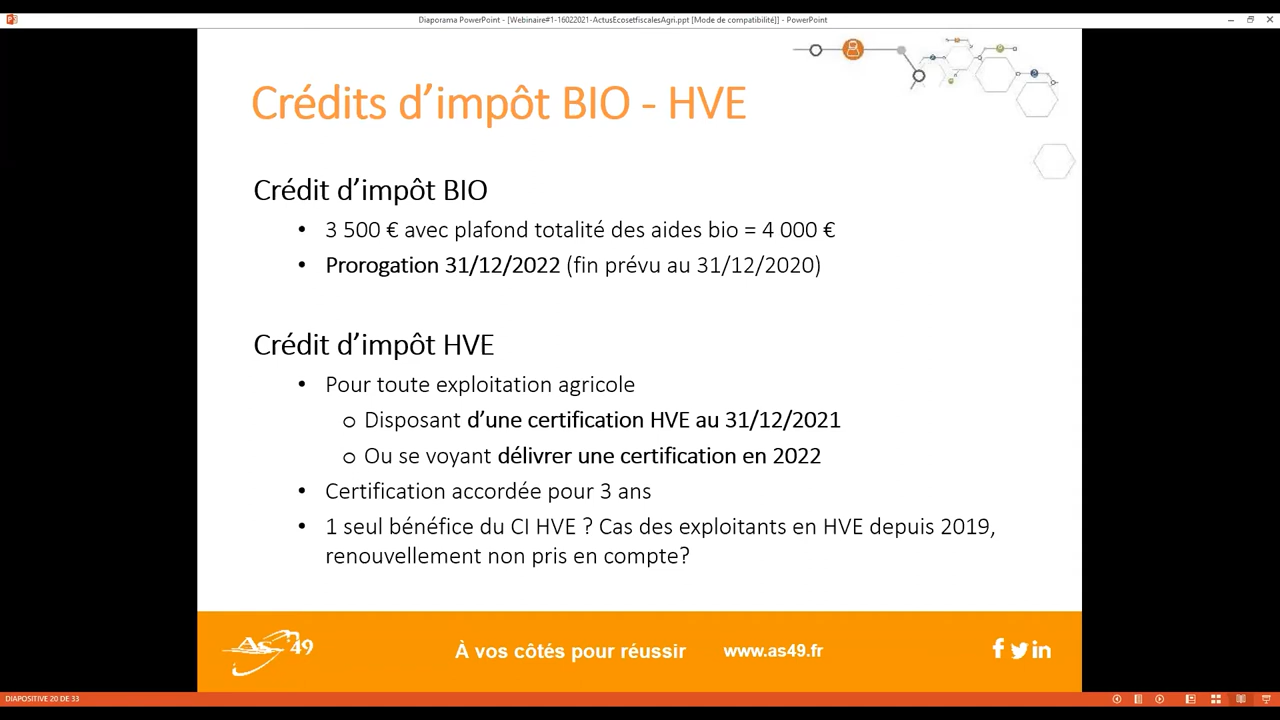 Diaporama PowerPoint - [Webinaire#1-16022021-ActusEcosetfiscalesAgri.ppt [Mode de compatibilité]] - PowerPoint
Crédits d’impôt BIO - HVE
Crédit d’impôt BIO
• 3 500 € avec plafond totalité des aides bio = 4 000 €
• Prorogation 31/12/2022 (fin prévu au 31/12/2020)
Crédit d’impôt HVE
• Pour toute exploitation agricole
o Disposant d’une certification HVE au 31/12/2021
o Ou se voyant délivrer une certification en 2022
• Certification accordée pour 3 ans
• 1 seul bénéfice du CI HVE ? Cas des exploitants en HVE depuis 2019,
renouvellement non pris en compte?
As 49
À vos côtés pour réussir
www.as49.fr
DIAPOSITIVE 20 DE 33